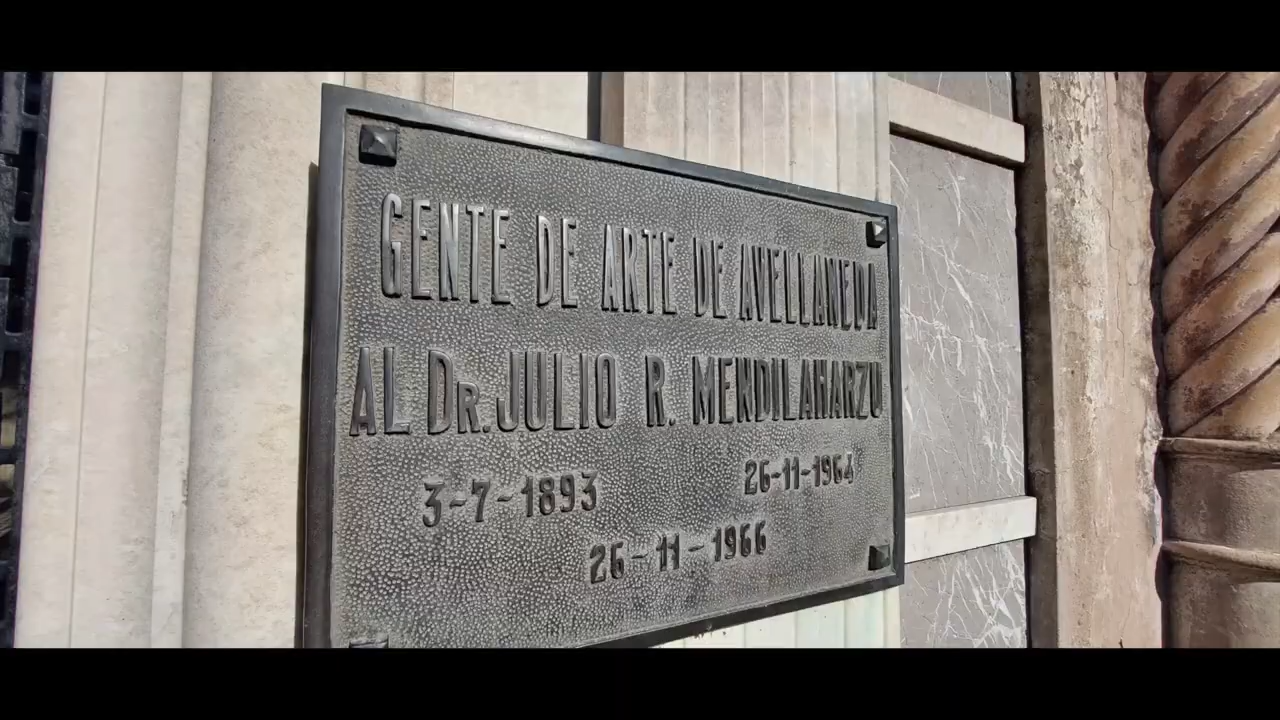 GENTE DE ARTE DE AVELLANEDA
AL DR. JULIO R. MENDILAHARZU
3-7-1893 26-11-1964
26-11-1966